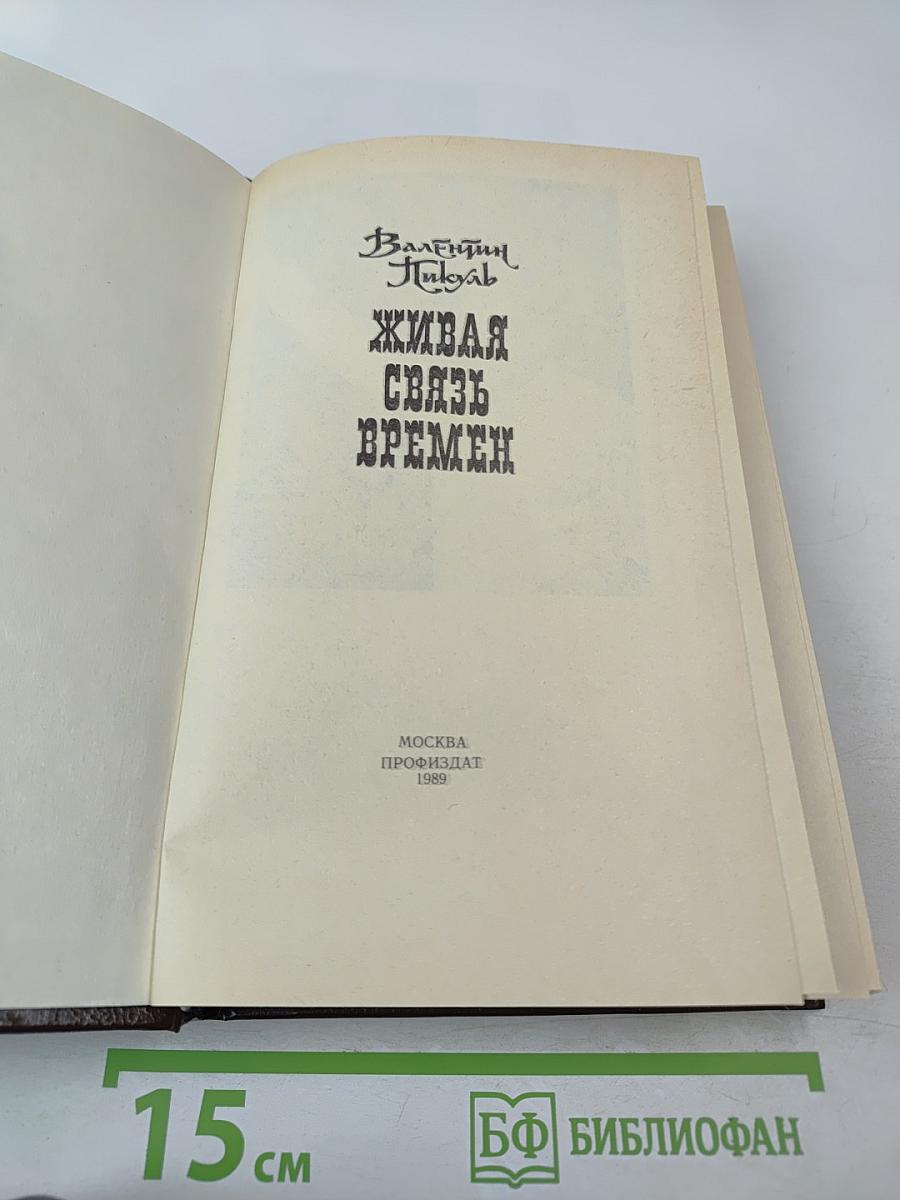 Валентин
Пикуль
ЖИВАЯ
СВЯЗЬ
ВРЕМЕН
МОСКВА
ПРОФИЗДАТ
1989
15 см
БФ БИБЛИОФАН